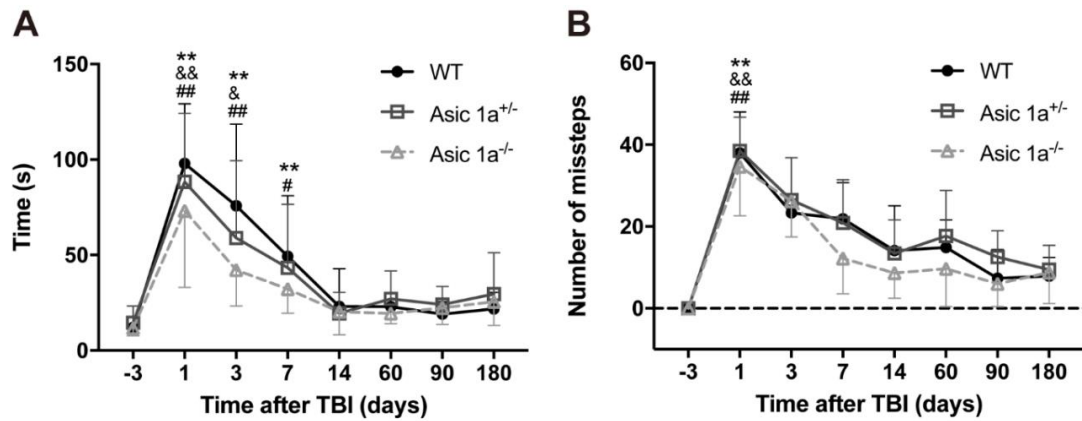 A
150
100
50
0
Time (s)
**
&&
##
**
&
##
**
#
WT
Asic 1a+/-
Asic 1a-/-
-3 1 3 7 14 60 90 180
Time after TBI (days)
B
60
40
20
0
Number of missteps
**
&&
##
WT
Asic 1a+/-
Asic 1a-/-
-3 1 3 7 14 60 90 180
Time after TBI (days)